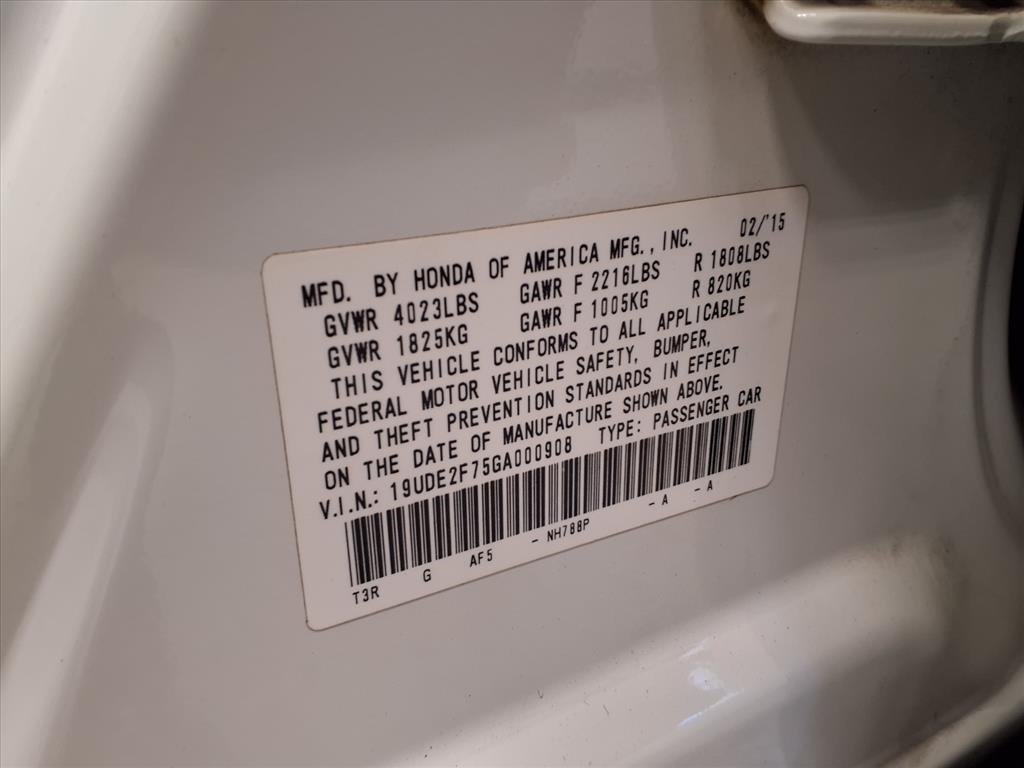 MFD. BY HONDA OF AMERICA MFG., INC. 02/'15
GVWR 4023LBS GAWR F 2216LBS R 1808LBS
GVWR 1825KG GAWR F 1005KG R 820KG
THIS VEHICLE CONFORMS TO ALL APPLICABLE
FEDERAL MOTOR VEHICLE SAFETY, BUMPER,
AND THEFT PREVENTION STANDARDS IN EFFECT
ON THE DATE OF MANUFACTURE SHOWN ABOVE.
V.I.N.: 19UDE2F75GA000908 TYPE: PASSENGER CAR
T3R G AF5 - NH788P - A - A